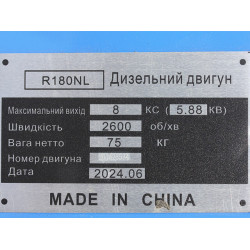 R180NL Дизельний двигун
Максимальний вихід 8 КС ( 5.88 КВ)
Швидкість 2600 об/хв
Вага нетто 75 кг
Номер двигуна
Дата 2024.06
MADE IN CHINA